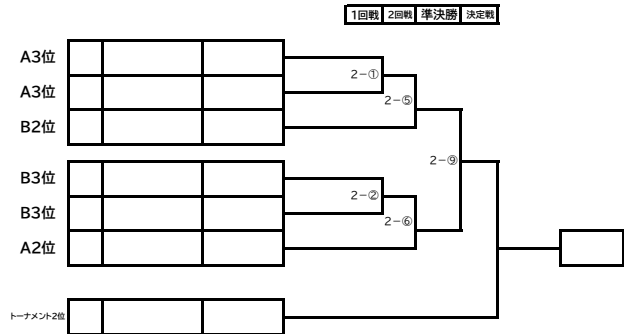 1回戦 2回戦 準決勝 決定戦
A3位
2-①
A3位
2-⑤
B2位
2-⑨
B3位
2-②
B3位
2-⑥
A2位
トーナメント2位